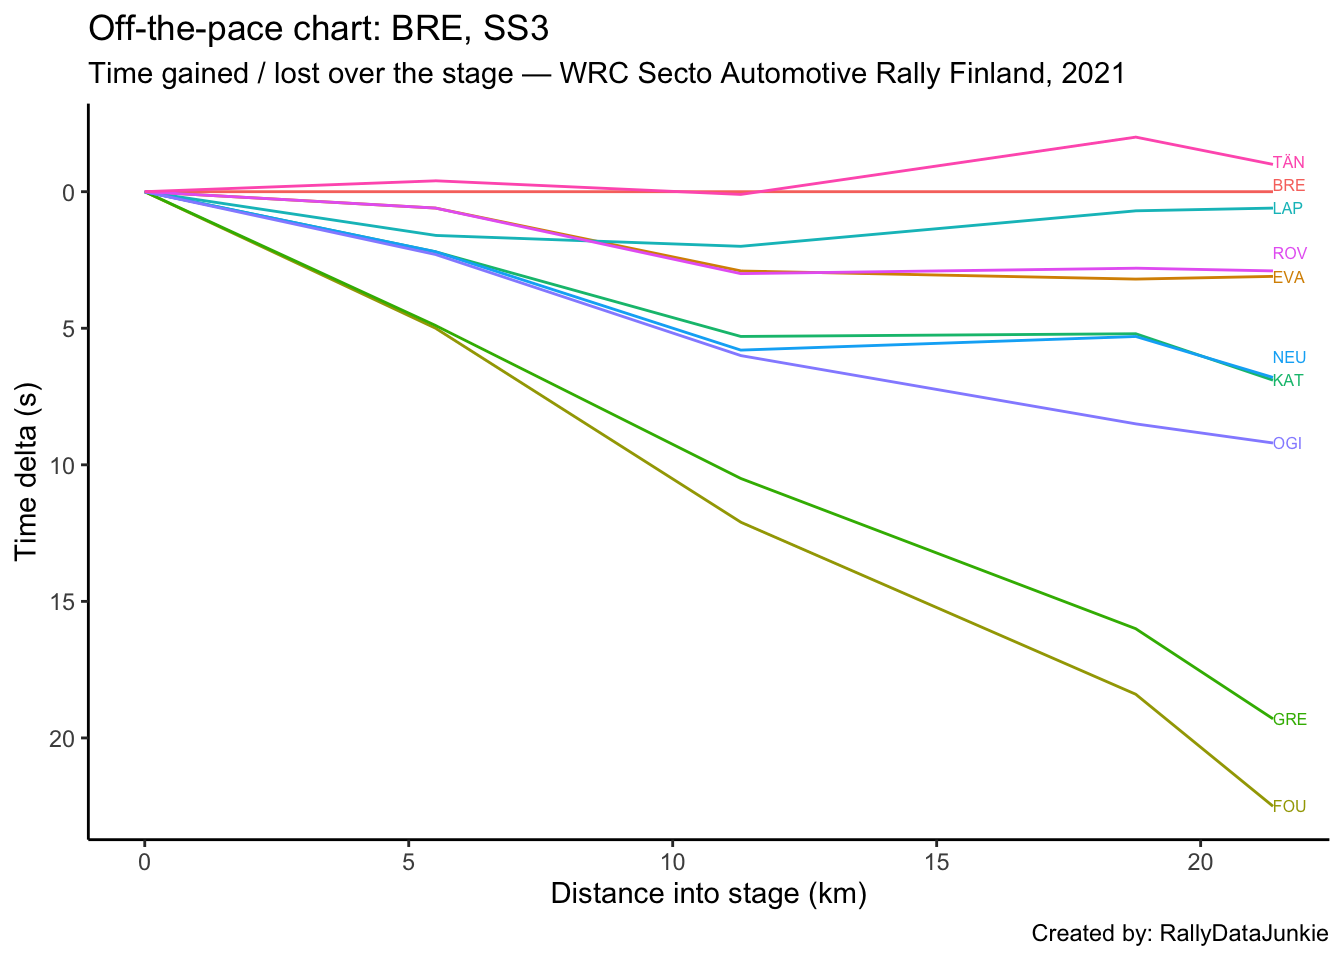 Off-the-pace chart: BRE, SS3
Time gained / lost over the stage — WRC Secto Automotive Rally Finland, 2021
TÄN
0
BRE
LAP
ROV
EVA
5
NEU
KAT
Time delta (s)
OGI
10
15
GRE
20
FOU
0 5 10 15 20
Distance into stage (km)
Created by: RallyDataJunkie